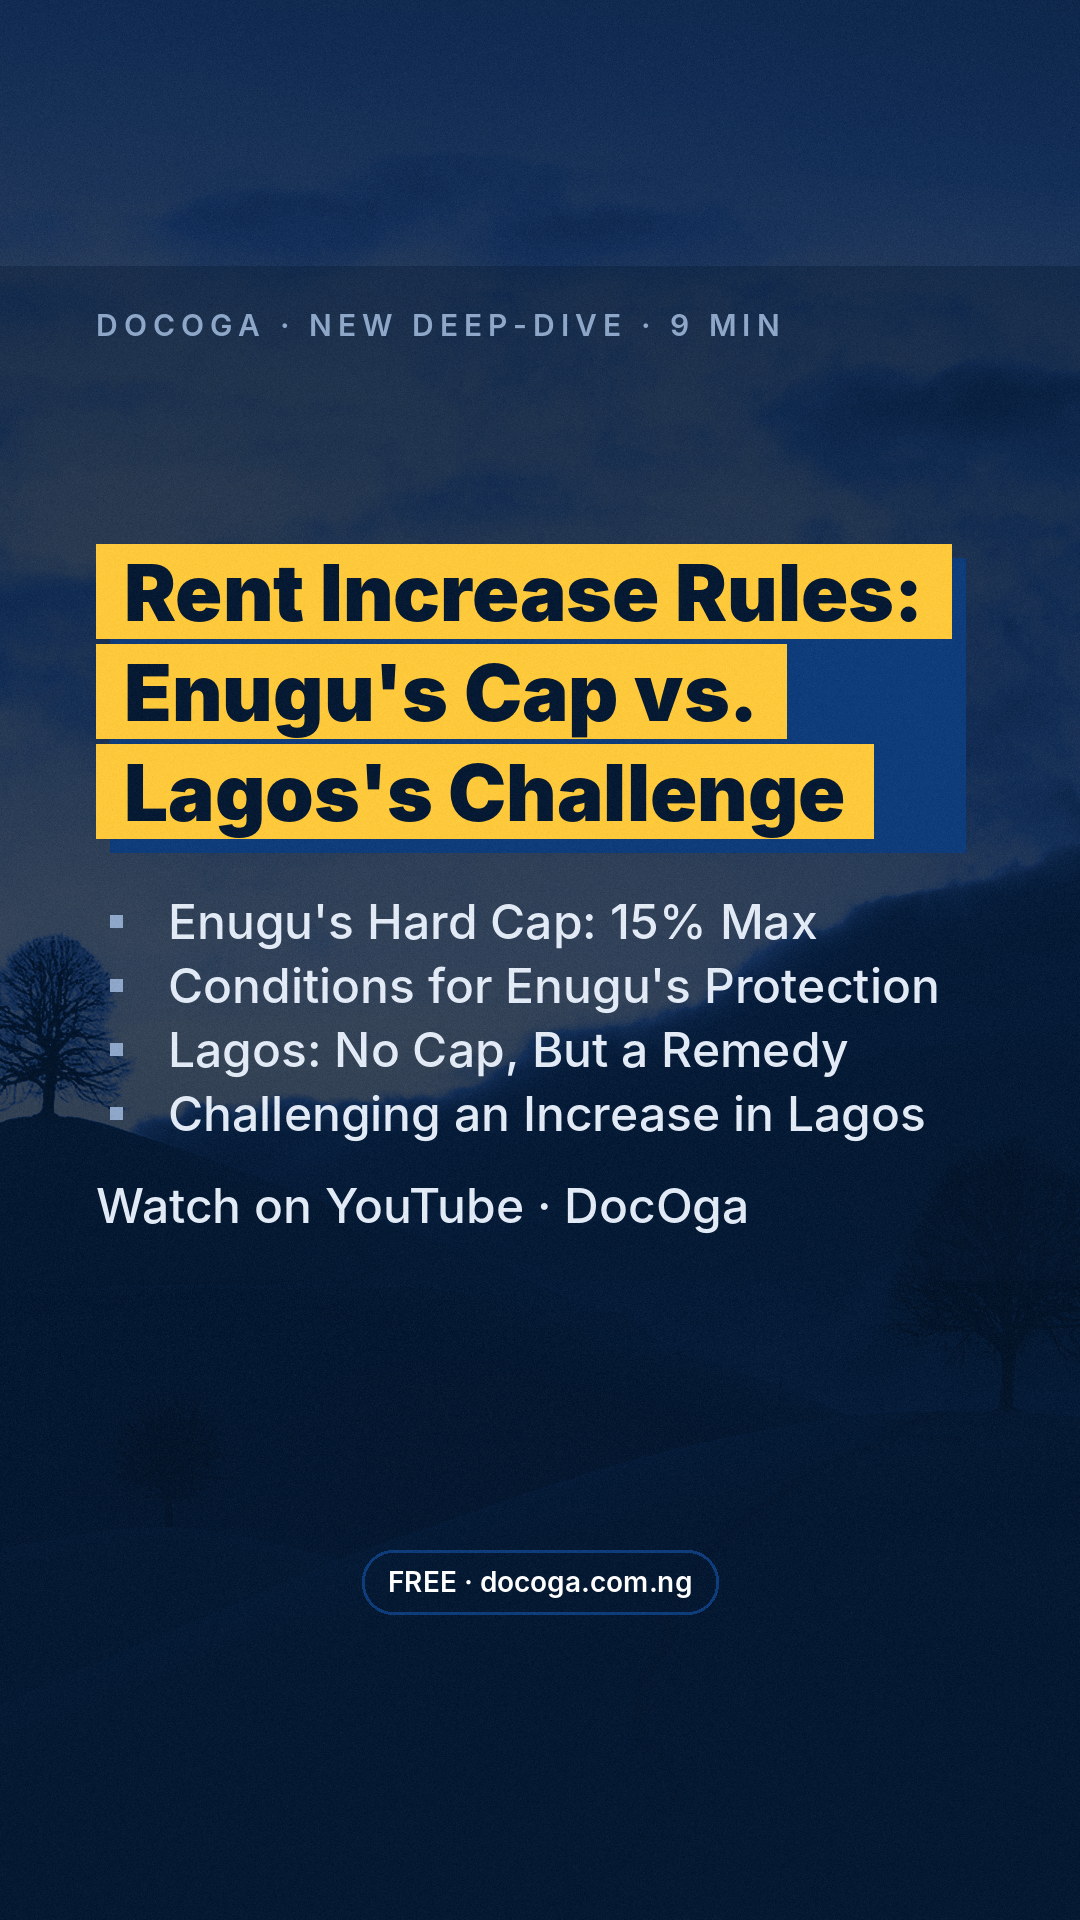 DOCOGA · NEW DEEP-DIVE · 9 MIN
Rent Increase Rules:
Enugu's Cap vs.
Lagos's Challenge
Enugu's Hard Cap: 15% Max
Conditions for Enugu's Protection
Lagos: No Cap, But a Remedy
Challenging an Increase in Lagos
Watch on YouTube · DocOga
FREE · docoga.com.ng